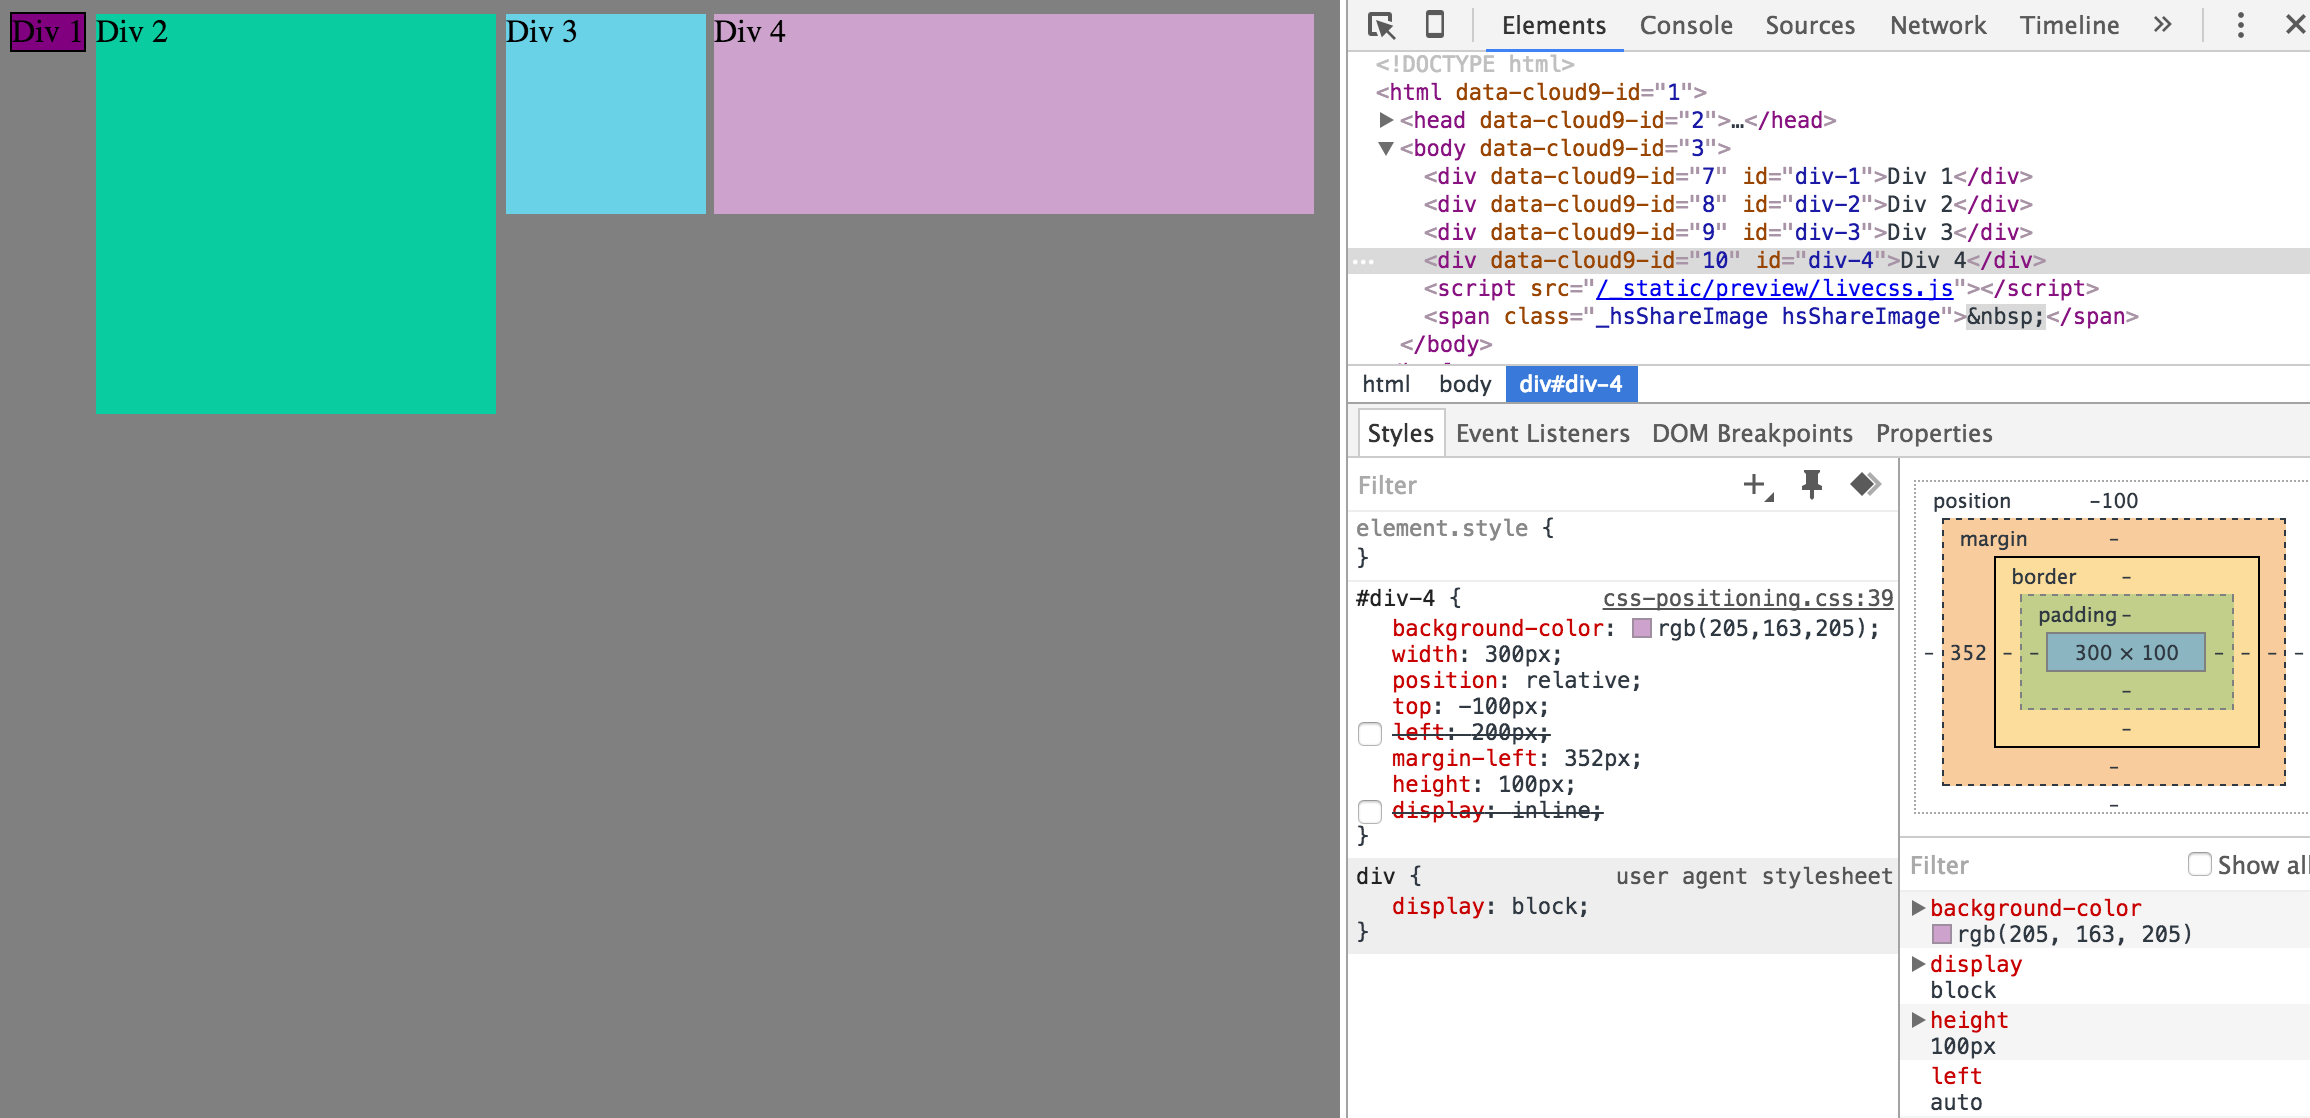 Div 1
Div 2
Div 3
Div 4
Elements Console Sources Network Timeline »
<!DOCTYPE html>
<html data-cloud9-id="1">
▶<head data-cloud9-id="2">…</head>
▼<body data-cloud9-id="3">
<div data-cloud9-id="7" id="div-1">Div 1</div>
<div data-cloud9-id="8" id="div-2">Div 2</div>
<div data-cloud9-id="9" id="div-3">Div 3</div>
<div data-cloud9-id="10" id="div-4">Div 4</div>
<script src="/_static/preview/livecss.js"></script>
<span class="_hsShareImage hsShareImage">&nbsp;</span>
</body>
html body div#div-4
Styles Event Listeners DOM Breakpoints Properties
Filter
element.style {
}
#div-4 { css-positioning.css:39
background-color: rgb(205,163,205);
width: 300px;
position: relative;
top: -100px;
left: 200px;
margin-left: 352px;
height: 100px;
display: inline;
}
div { user agent stylesheet
display: block;
}
position -100
margin -
border -
padding -
- 352 - - 300 × 100 - - - -
-
-
-
-
Filter Show all
▶background-color
rgb(205, 163, 205)
▶display
block
▶height
100px
left
auto